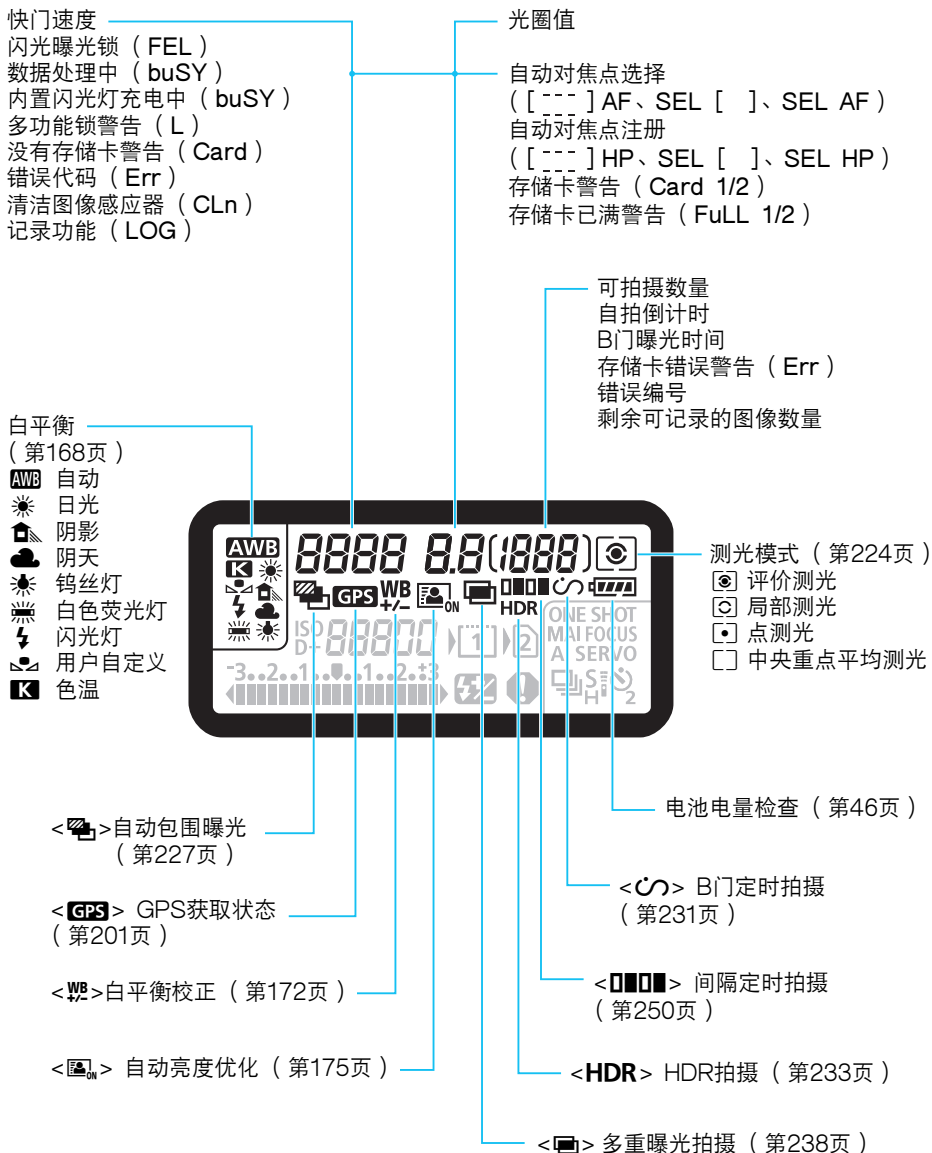 快门速度
闪光曝光锁（FEL）
数据处理中（buSY）
内置闪光灯充电中（buSY）
多功能锁警告（L）
没有存储卡警告（Card）
错误代码（Err）
清洁图像感应器（CLn）
记录功能（LOG）
光圈值
自动对焦点选择
（[ --- ] AF、SEL [ ]、SEL AF）
自动对焦点注册
（[ --- ] HP、SEL [ ]、SEL HP）
存储卡警告（Card 1/2）
存储卡已满警告（FuLL 1/2）
可拍摄数量
自拍倒计时
B门曝光时间
存储卡错误警告（Err）
错误编号
剩余可记录的图像数量
白平衡
（第168页）
AWB 自动
日光
阴影
阴天
钨丝灯
白色荧光灯
闪光灯
用户自定义
K 色温
AWB 8888 8.8(1888)
K GPS WB +/- ON HDR
ISO D+ 88888 1 2 ONE SHOT
MAI FOCUS
AI SERVO
-3..2..1..0..1..2..+3 S H 2
测光模式（第224页）
评价测光
局部测光
点测光
中央重点平均测光
电池电量检查（第46页）
< >自动包围曝光
（第227页）
<GPS> GPS获取状态
（第201页）
<WB +/->白平衡校正（第172页）
< ON> 自动亮度优化（第175页）
< > B门定时拍摄
（第231页）
< > 间隔定时拍摄
（第250页）
<HDR> HDR拍摄（第233页）
< > 多重曝光拍摄（第238页）